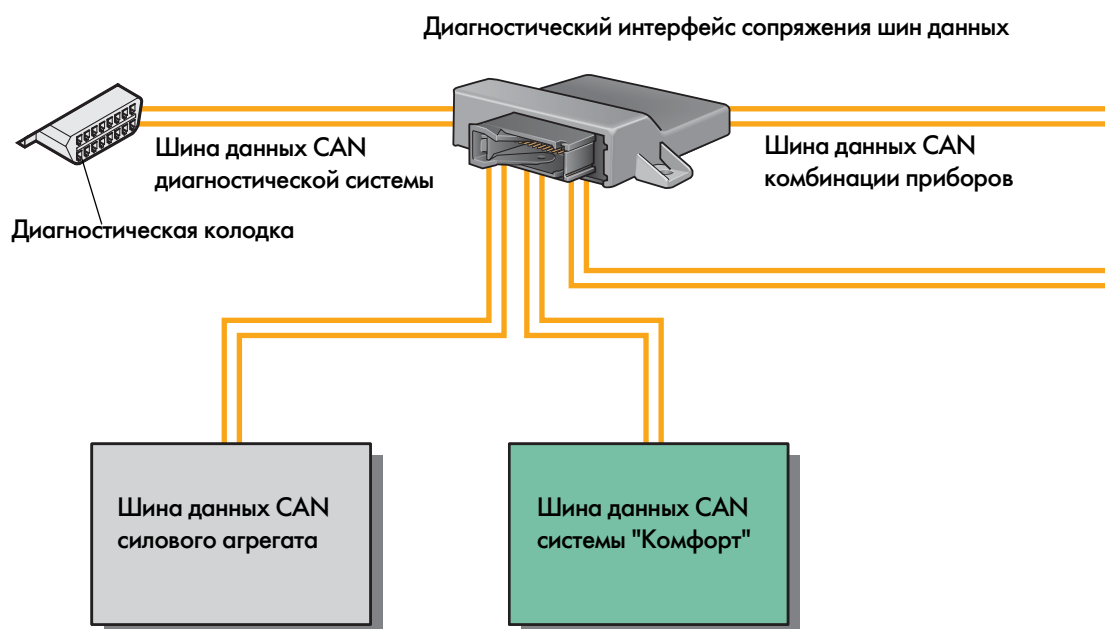 Диагностический интерфейс сопряжения шин данных
Шина данных CAN
диагностической системы
Шина данных CAN
комбинации приборов
Диагностическая колодка
Шина данных CAN
силового агрегата
Шина данных CAN
системы "Комфорт"